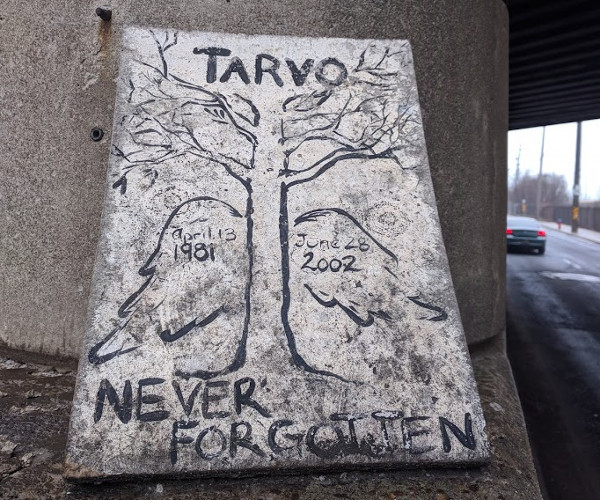 TARVO
April 13
1981
June 28
2002
NEVER
FORGOTTEN